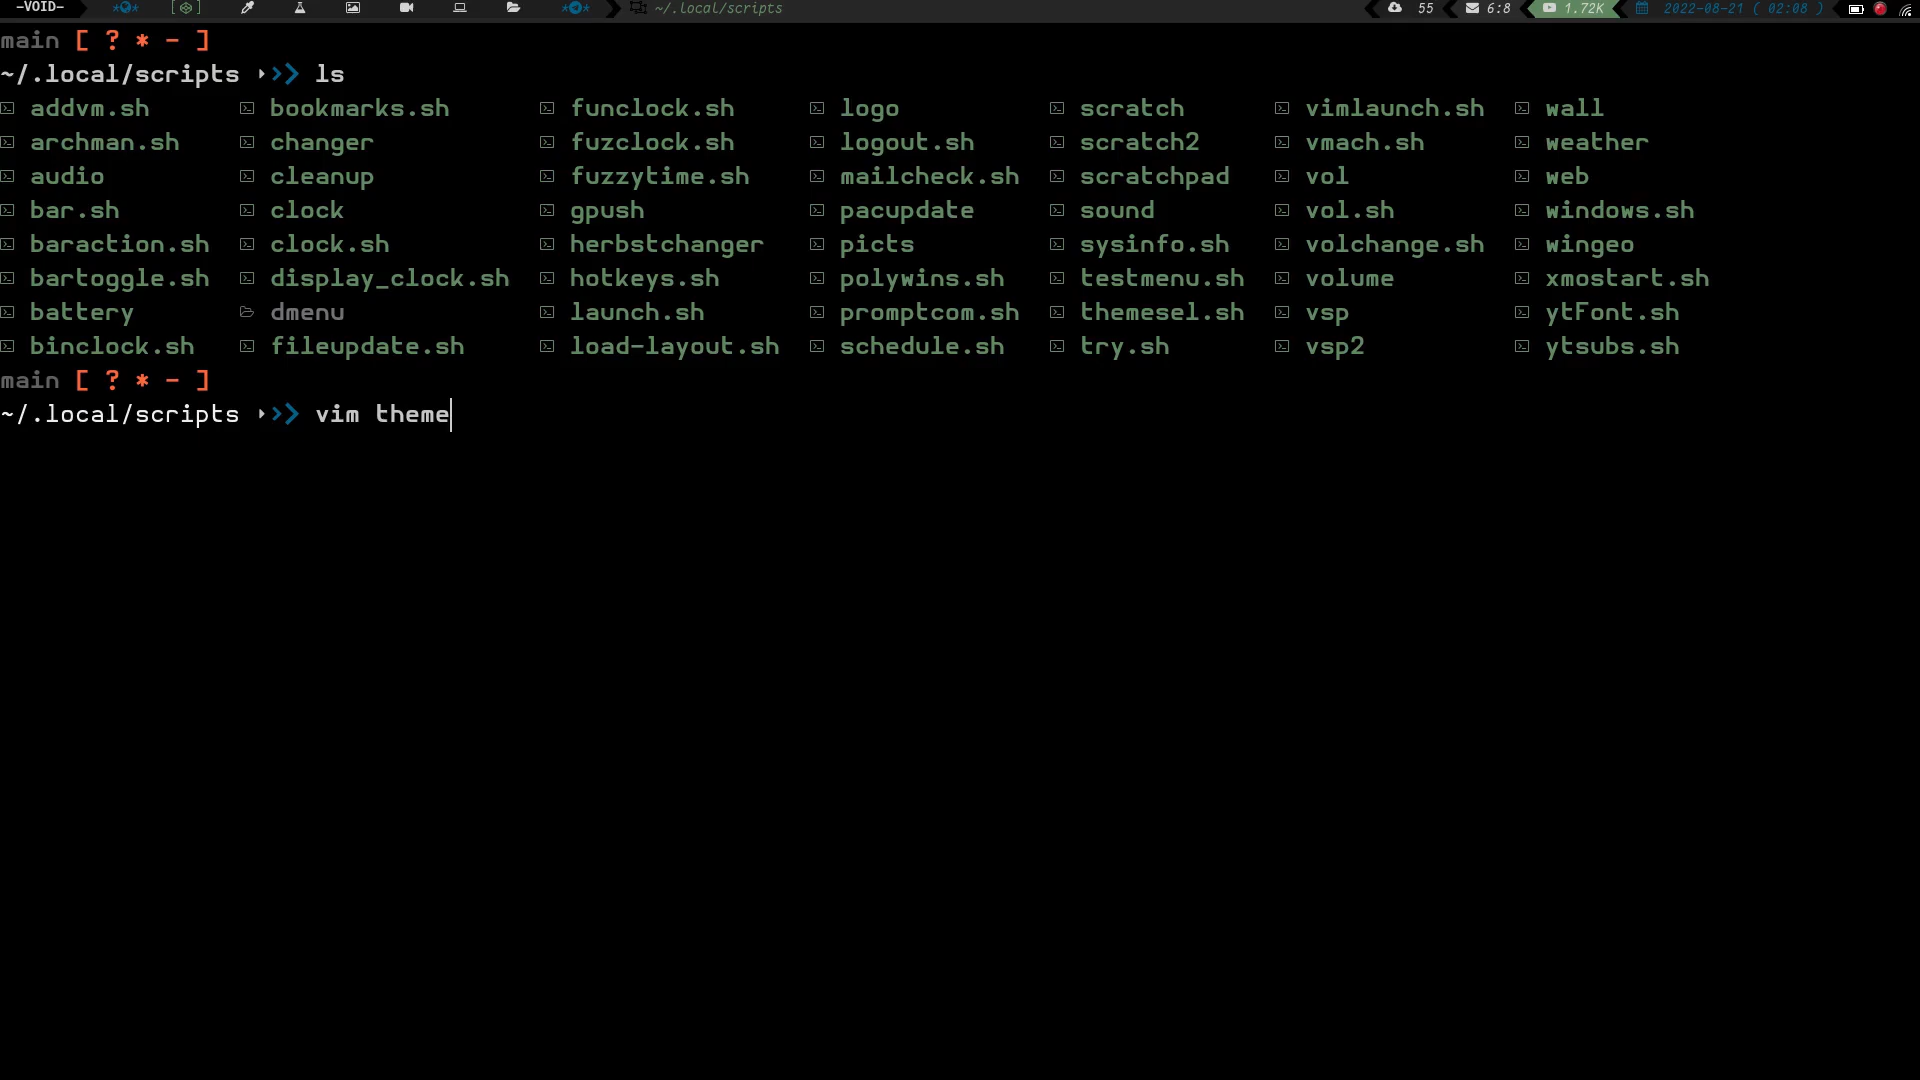 -VOID- ~/.local/scripts 55 6:8 1.72K 2022-08-21 ( 02:08 )
main [ ? * - ]
~/.local/scripts ls
addvm.sh bookmarks.sh funclock.sh logo scratch vimlaunch.sh wall
archman.sh changer fuzclock.sh logout.sh scratch2 vmach.sh weather
audio cleanup fuzzytime.sh mailcheck.sh scratchpad vol web
bar.sh clock gpush pacupdate sound vol.sh windows.sh
baraction.sh clock.sh herbstchanger picts sysinfo.sh volchange.sh wingeo
bartoggle.sh display_clock.sh hotkeys.sh polywins.sh testmenu.sh volume xmostart.sh
battery dmenu launch.sh promptcom.sh themesel.sh vsp ytFont.sh
binclock.sh fileupdate.sh load-layout.sh schedule.sh try.sh vsp2 ytsubs.sh
main [ ? * - ]
~/.local/scripts vim theme